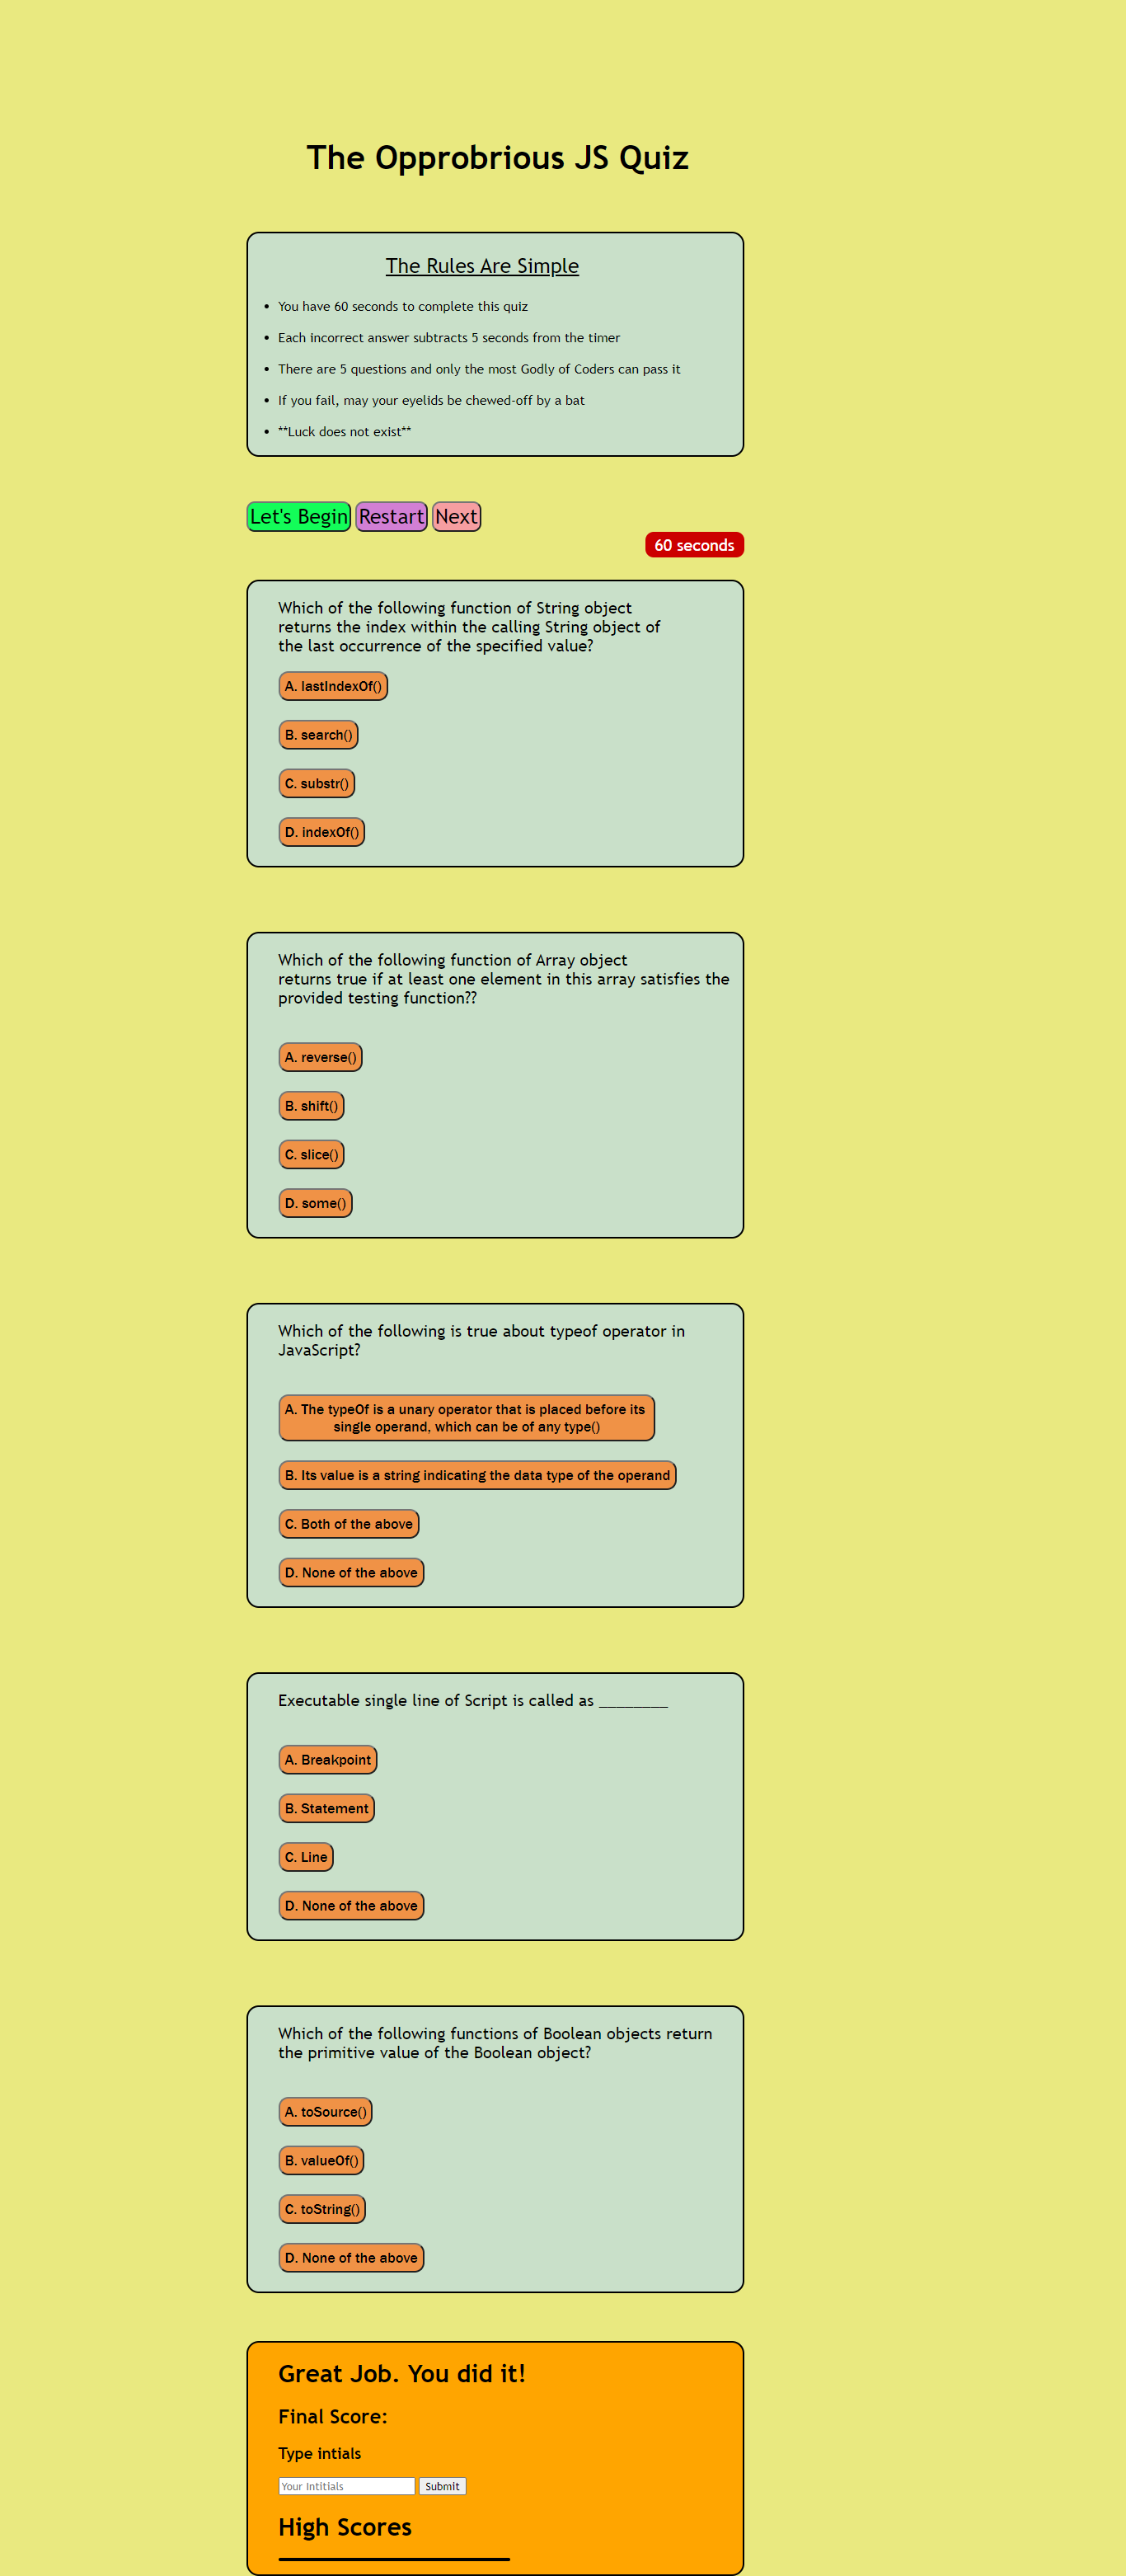 The Opprobrious JS Quiz
The Rules Are Simple
• You have 60 seconds to complete this quiz
• Each incorrect answer subtracts 5 seconds from the timer
• There are 5 questions and only the most Godly of Coders can pass it
• If you fail, may your eyelids be chewed-off by a bat
• **Luck does not exist**
Let's Begin Restart Next
60 seconds
Which of the following function of String object
returns the index within the calling String object of
the last occurrence of the specified value?
A. lastIndexOf()
B. search()
C. substr()
D. indexOf()
Which of the following function of Array object
returns true if at least one element in this array satisfies the
provided testing function??
A. reverse()
B. shift()
C. slice()
D. some()
Which of the following is true about typeof operator in
JavaScript?
A. The typeOf is a unary operator that is placed before its
single operand, which can be of any type()
B. Its value is a string indicating the data type of the operand
C. Both of the above
D. None of the above
Executable single line of Script is called as ________
A. Breakpoint
B. Statement
C. Line
D. None of the above
Which of the following functions of Boolean objects return
the primitive value of the Boolean object?
A. toSource()
B. valueOf()
C. toString()
D. None of the above
Great Job. You did it!
Final Score:
Type intials
Your Intitials Submit
High Scores